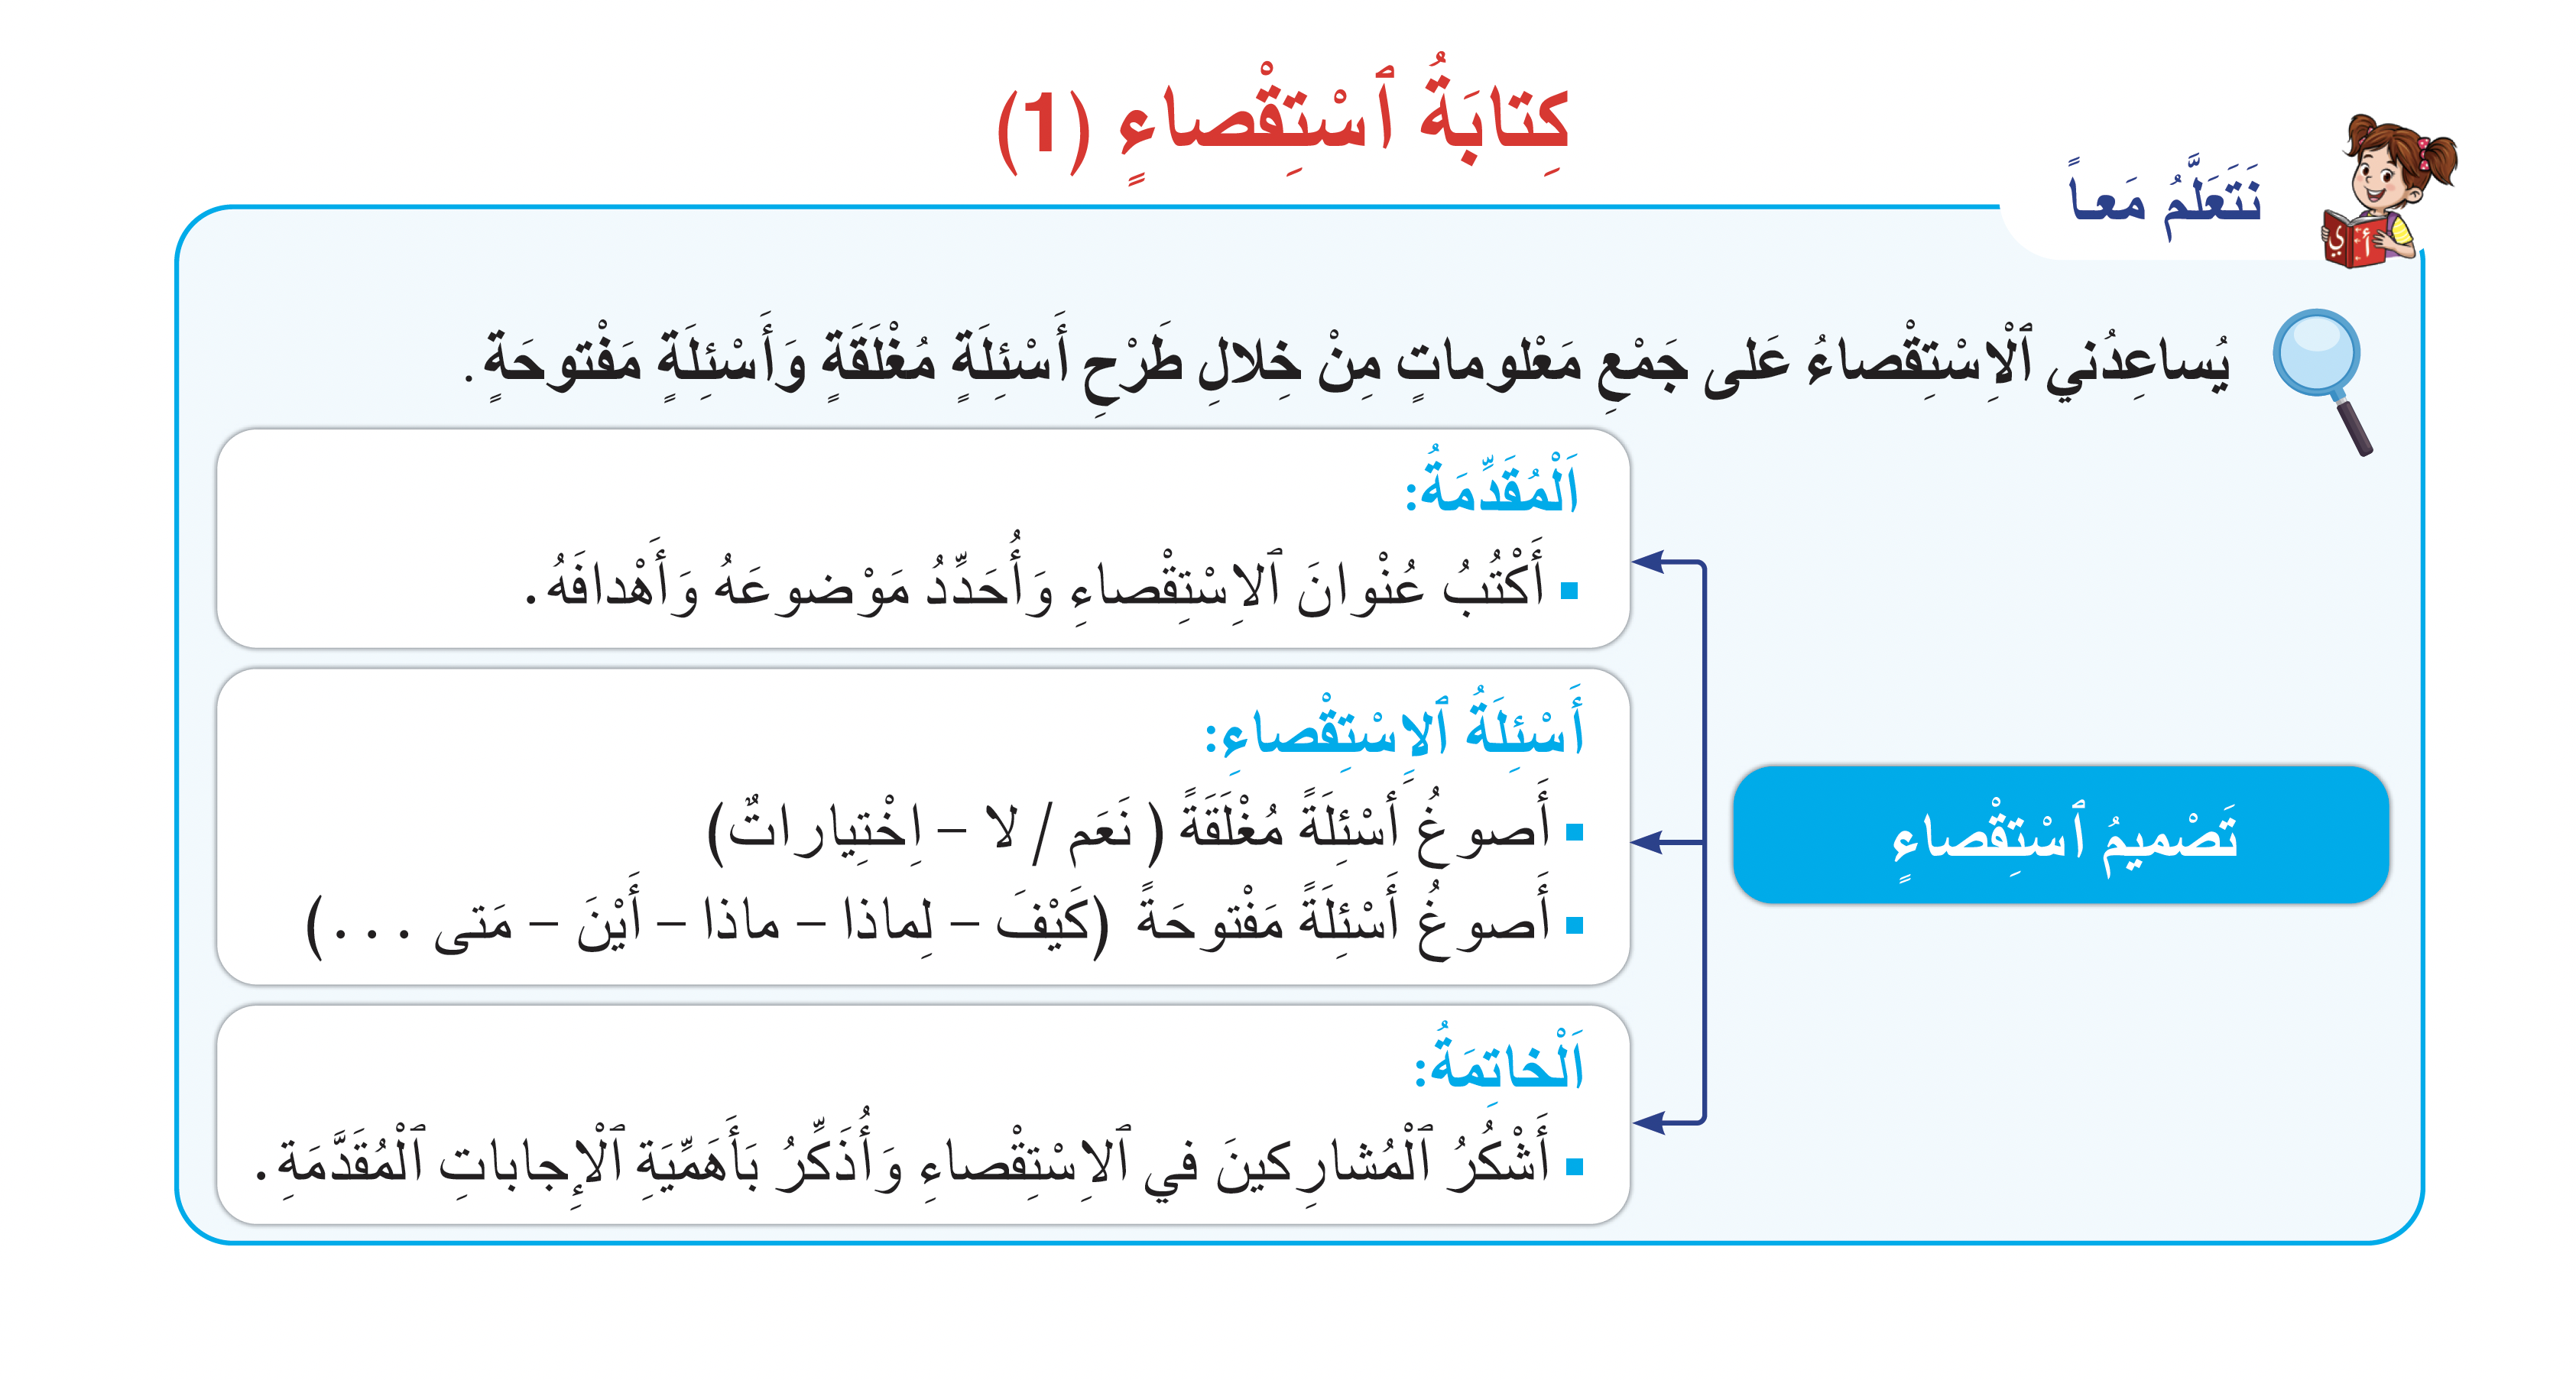 كِتابَةُ ٱسْتِقْصاءٍ (1)
نَتَعَلَّمُ مَعـاً
أ ي
يُساعِدُني ٱلْاِسْتِقْصاءُ عَلى جَمْعِ مَعْلوماتٍ مِنْ خِلالِ طَرْحِ أَسْئِلَةٍ مُغْلَقَةٍ وَأَسْئِلَةٍ مَفْتوحَةٍ.
اَلْمُقَدِّمَةُ:
▪ أَكْتُبُ عُنْوانَ ٱلاِسْتِقْصاءِ وَأُحَدِّدُ مَوْضوعَهُ وَأَهْدافَهُ.
أَسْئِلَةُ ٱلاِسْتِقْصاءِ:
▪ أَصوغُ أَسْئِلَةً مُغْلَقَةً ( نَعَم / لا – اِخْتِياراتٌ)
▪ أَصوغُ أَسْئِلَةً مَفْتوحَةً (كَيْفَ – لِماذا – ماذا – أَيْنَ – مَتى ...)
تَصْميمُ ٱسْتِقْصاءٍ
اَلْخاتِمَةُ:
▪ أَشْكُرُ ٱلْمُشارِكينَ في ٱلاِسْتِقْصاءِ وَأُذَكِّرُ بَأَهَمِّيَةِ ٱلْإِجاباتِ ٱلْمُقَدَّمَةِ.